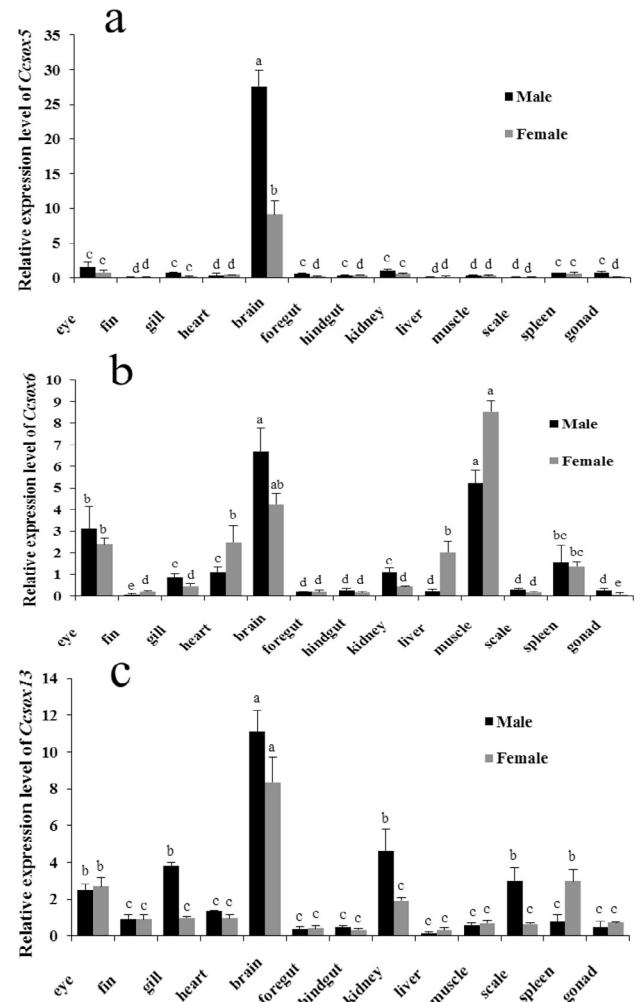 a
Relative expression level of Ccsox5
35
30
25
20
15
10
5
0
Male
Female
c c d d c c d d a b c d d d c c d d d d d d c c c d
eye fin gill heart brain foregut hindgut kidney liver muscle scale spleen gonad
b
Relative expression level of Ccsox6
10
9
8
7
6
5
4
3
2
1
0
Male
Female
b b e d c d c b a ab d d d d c d d b a a d d bc bc d e
eye fin gill heart brain foregut hindgut kidney liver muscle scale spleen gonad
c
Relative expression level of Ccsox13
14
12
10
8
6
4
2
0
Male
Female
b b c c b c c c a a c c c c b c c c c c b c c b c c
eye fin gill heart brain foregut hindgut kidney liver muscle scale spleen gonad